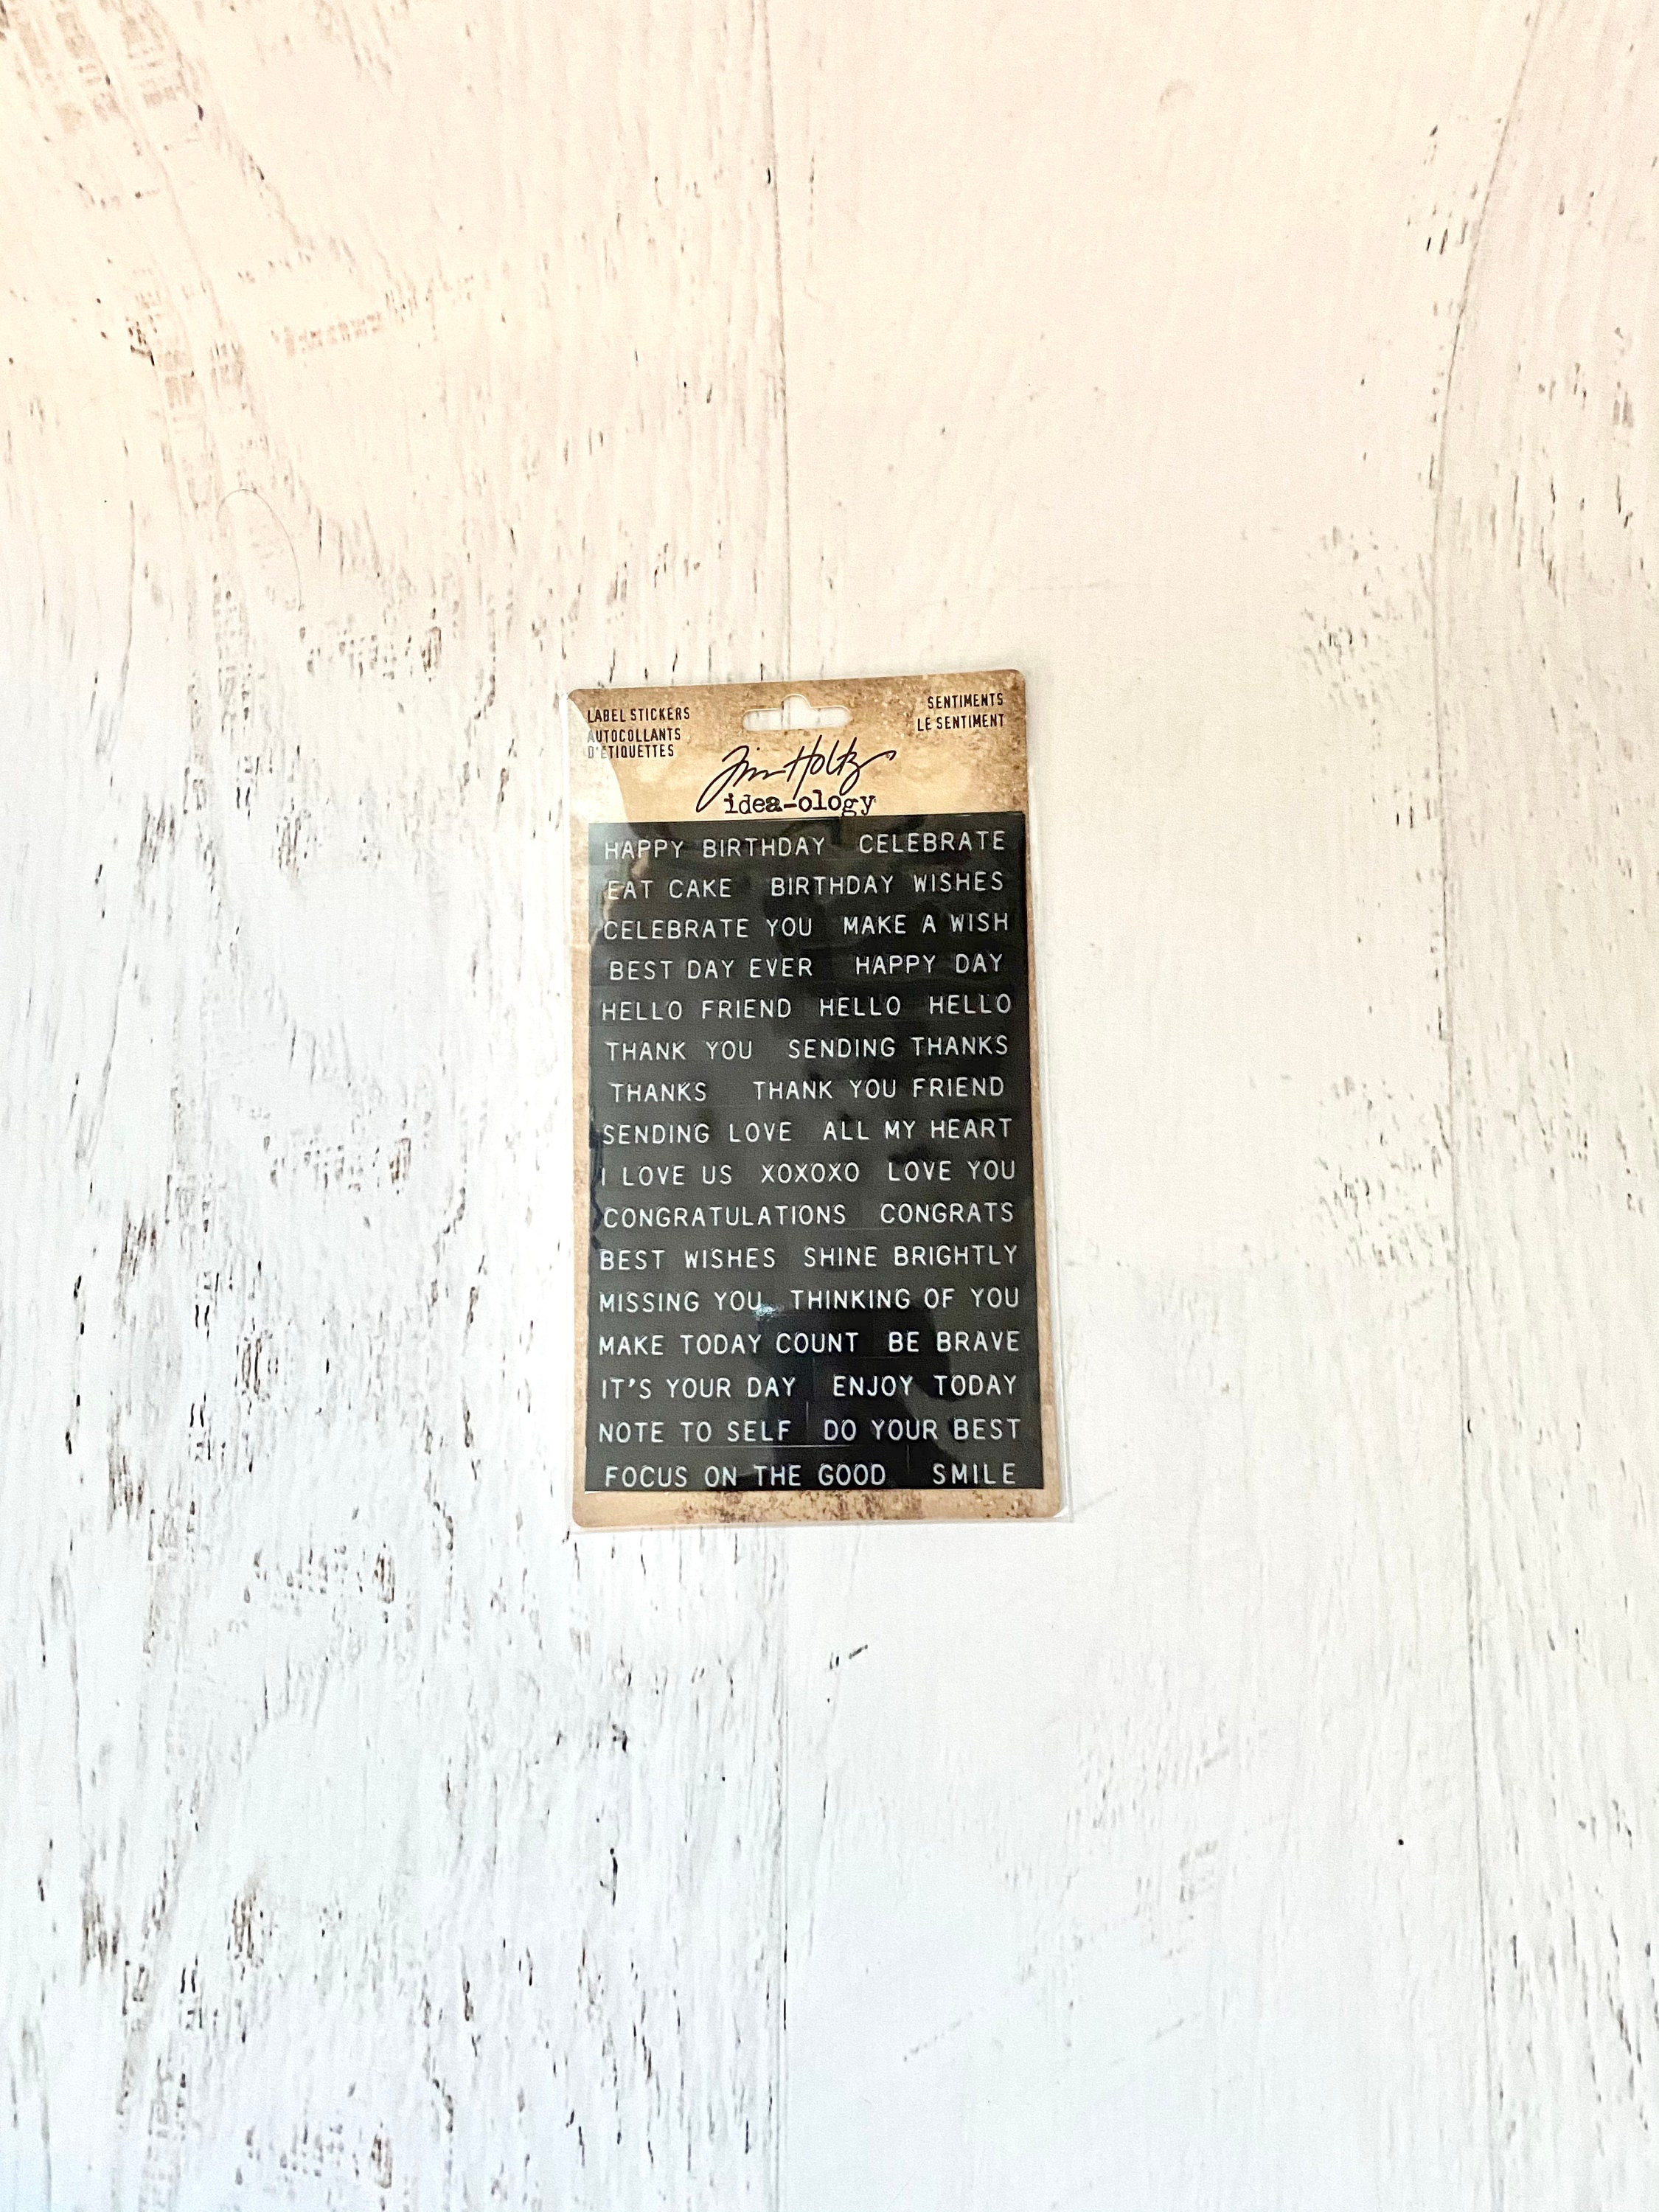 LABEL STICKERS
AUTOCOLLANTS
D'ÉTIQUETTES
SENTIMENTS
LE SENTIMENT
Tim Holtz
idea-ology
HAPPY BIRTHDAY CELEBRATE
EAT CAKE BIRTHDAY WISHES
CELEBRATE YOU MAKE A WISH
BEST DAY EVER HAPPY DAY
HELLO FRIEND HELLO HELLO
THANK YOU SENDING THANKS
THANKS THANK YOU FRIEND
SENDING LOVE ALL MY HEART
I LOVE US XOXOXO LOVE YOU
CONGRATULATIONS CONGRATS
BEST WISHES SHINE BRIGHTLY
MISSING YOU THINKING OF YOU
MAKE TODAY COUNT BE BRAVE
IT'S YOUR DAY ENJOY TODAY
NOTE TO SELF DO YOUR BEST
FOCUS ON THE GOOD SMILE